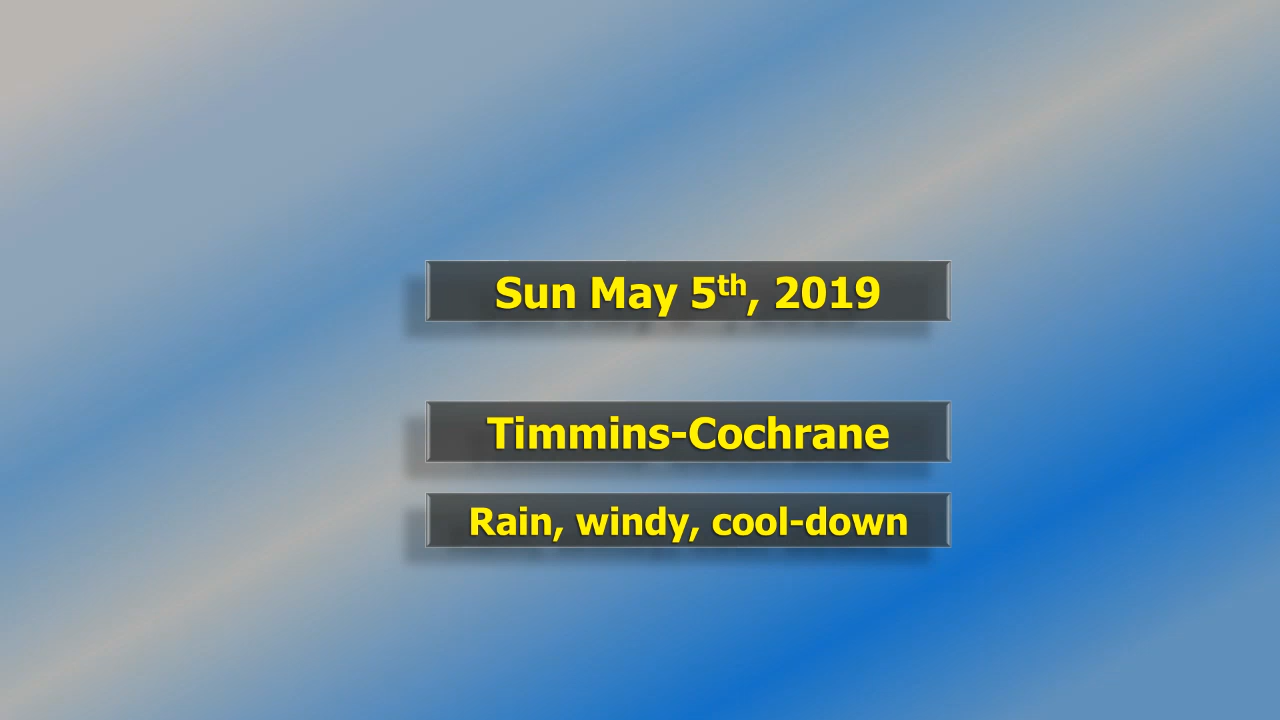 Sun May 5th, 2019
Timmins-Cochrane
Rain, windy, cool-down